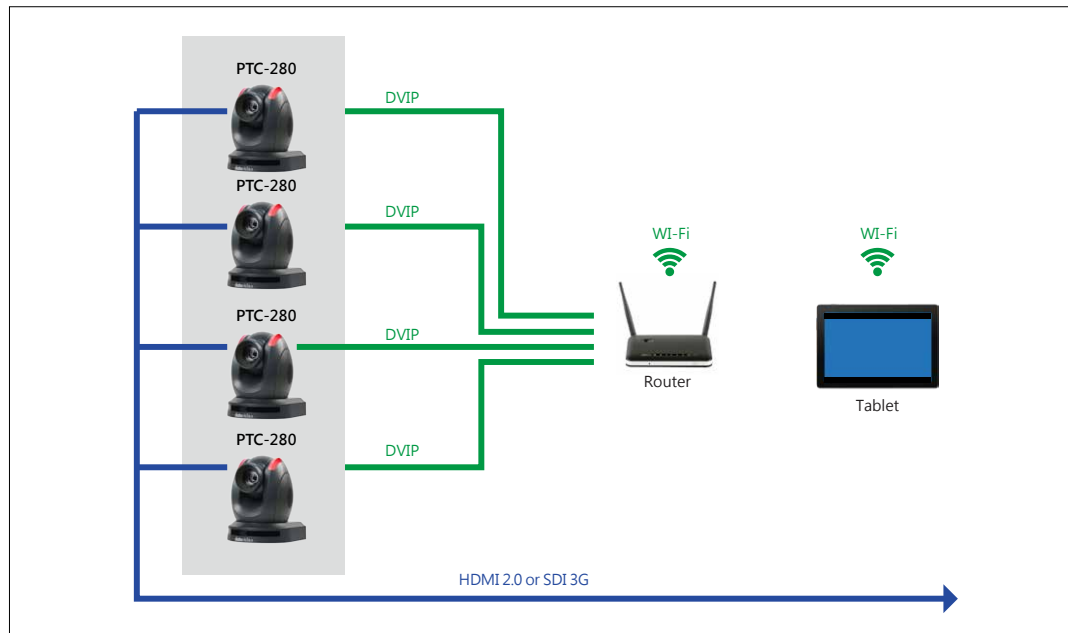 PTC-280
DVIP
PTC-280
DVIP
WI-Fi
WI-Fi
PTC-280
DVIP
Router
Tablet
PTC-280
DVIP
HDMI 2.0 or SDI 3G